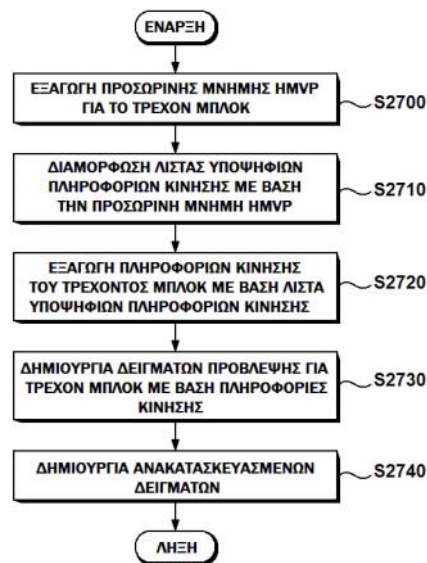 ΕΝΑΡΞΗ
ΕΞΑΓΩΓΗ ΠΡΟΣΩΡΙΝΗΣ ΜΝΗΜΗΣ HMVP
ΓΙΑ ΤΟ ΤΡΕΧΟΝ ΜΠΛΟΚ
S2700
ΔΙΑΜΟΡΦΩΣΗ ΛΙΣΤΑΣ ΥΠΟΨΗΦΙΩΝ
ΠΛΗΡΟΦΟΡΙΩΝ ΚΙΝΗΣΗΣ ΜΕ ΒΑΣΗ
ΤΗΝ ΠΡΟΣΩΡΙΝΗ ΜΝΗΜΗ HMVP
S2710
ΕΞΑΓΩΓΗ ΠΛΗΡΟΦΟΡΙΩΝ ΚΙΝΗΣΗΣ
ΤΟΥ ΤΡΕΧΟΝΤΟΣ ΜΠΛΟΚ ΜΕ ΒΑΣΗ ΛΙΣΤΑ
ΥΠΟΨΗΦΙΩΝ ΠΛΗΡΟΦΟΡΙΩΝ ΚΙΝΗΣΗΣ
S2720
ΔΗΜΙΟΥΡΓΙΑ ΔΕΙΓΜΑΤΩΝ ΠΡΟΒΛΕΨΗΣ ΓΙΑ
ΤΡΕΧΟΝ ΜΠΛΟΚ ΜΕ ΒΑΣΗ ΠΛΗΡΟΦΟΡΙΕΣ
ΚΙΝΗΣΗΣ
S2730
ΔΗΜΙΟΥΡΓΙΑ ΑΝΑΚΑΤΑΣΚΕΥΑΣΜΕΝΩΝ
ΔΕΙΓΜΑΤΩΝ
S2740
ΛΗΞΗ